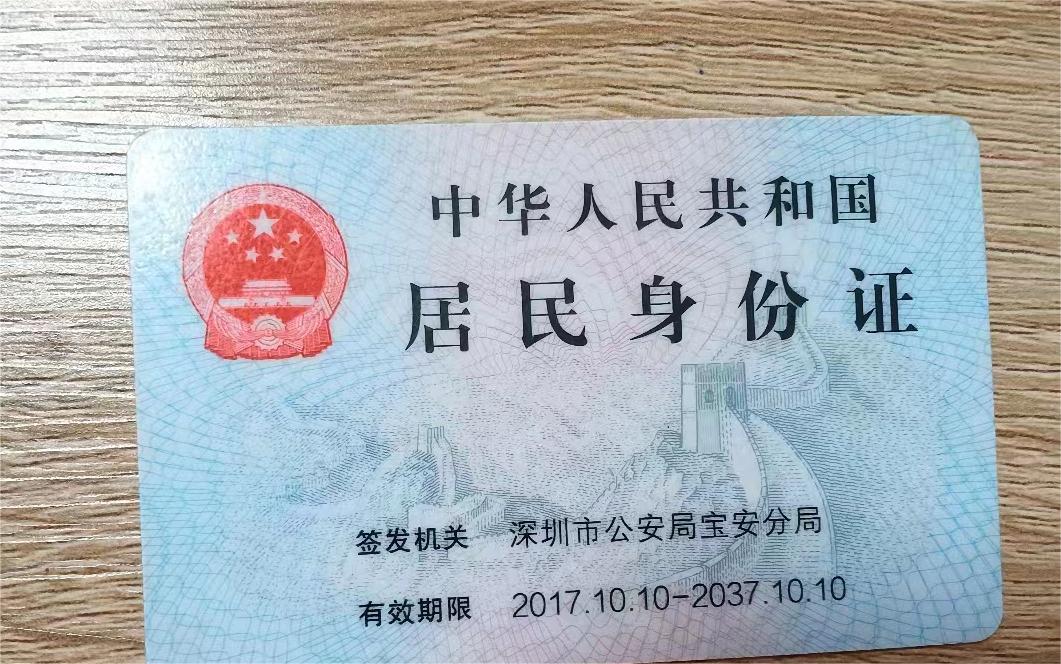 中华人民共和国
居民身份证
签发机关 深圳市公安局宝安分局
有效期限 2017.10.10-2037.10.10